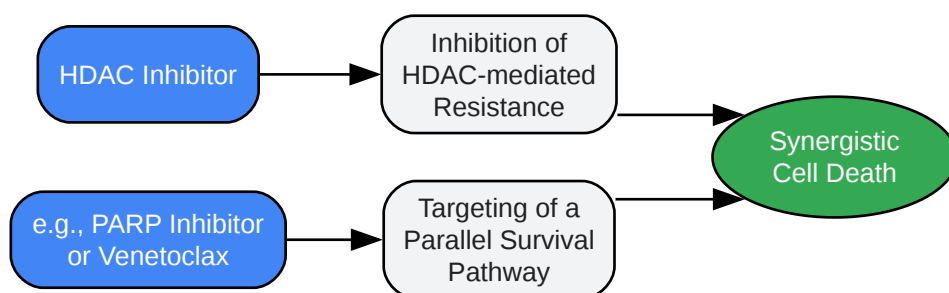 HDAC Inhibitor
Inhibition of
HDAC-mediated
Resistance
Synergistic
Cell Death
e.g., PARP Inhibitor
or Venetoclax
Targeting of a
Parallel Survival
Pathway